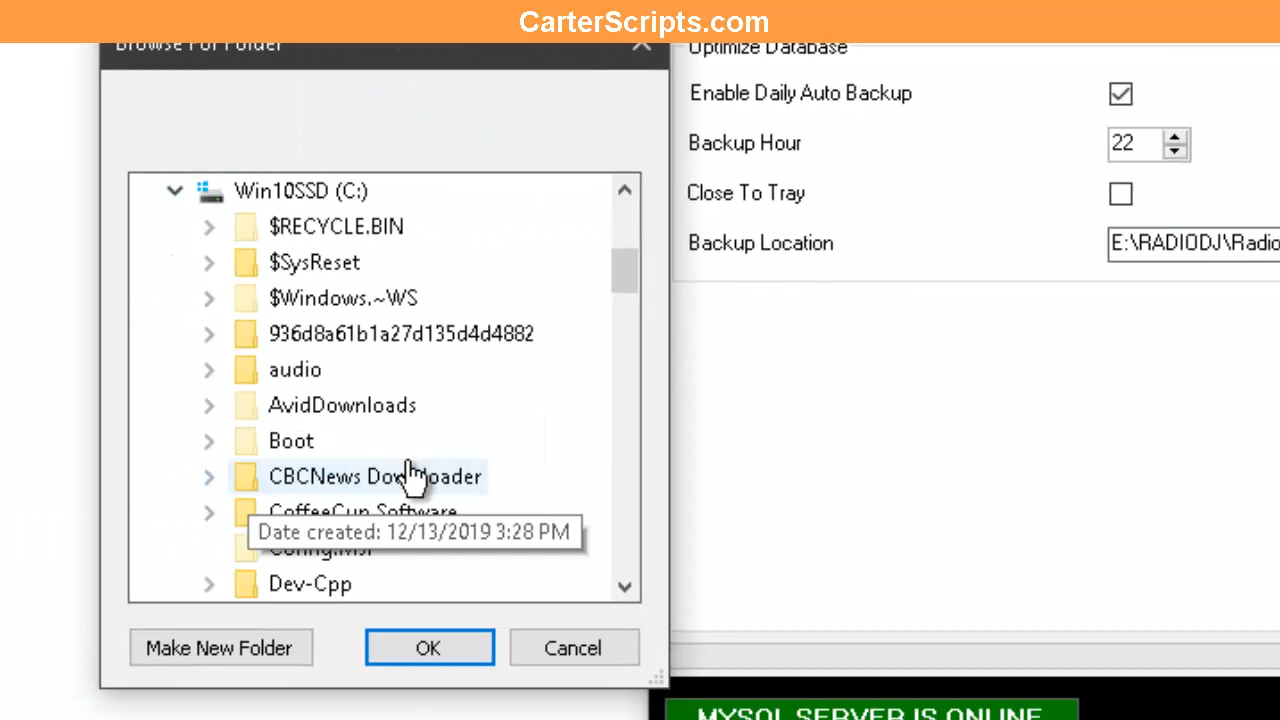 CarterScripts.com
Browse For Folder
Win10SSD (C:)
$RECYCLE.BIN
$SysReset
$Windows.~WS
936d8a61b1a27d135d4d4882
audio
AvidDownloads
Boot
CBCNews Downloader
CoffeeCup Software
Date created: 12/13/2019 3:28 PM
Config.Msi
Dev-Cpp
Make New Folder
OK
Cancel
Optimize Database
Enable Daily Auto Backup
Backup Hour
22
Close To Tray
Backup Location
E:\RADIODJ\Radio
MYSQL SERVER IS ONLINE